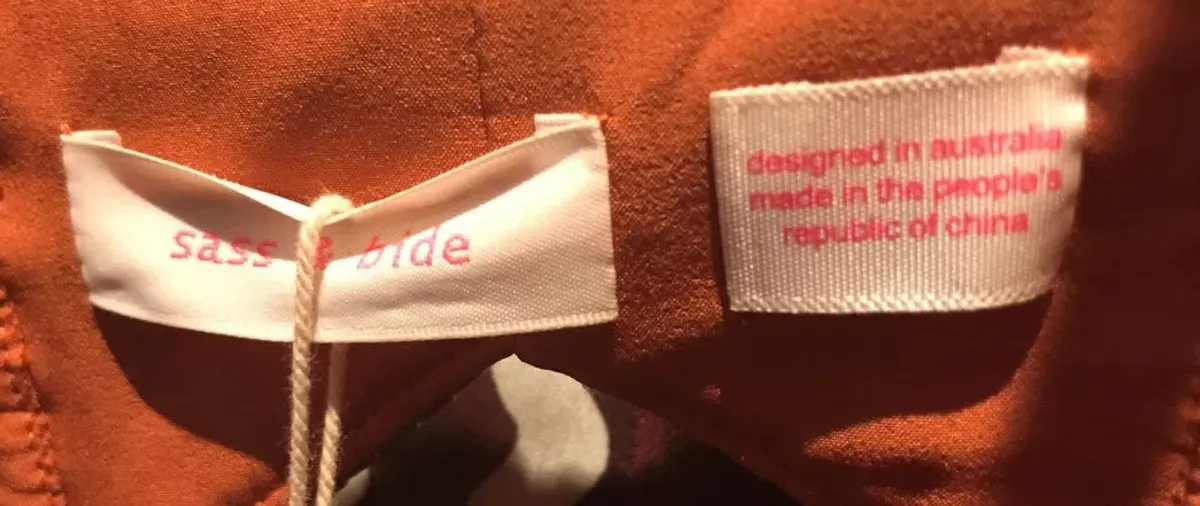 sass & bide
designed in australia
made in the people's
republic of china